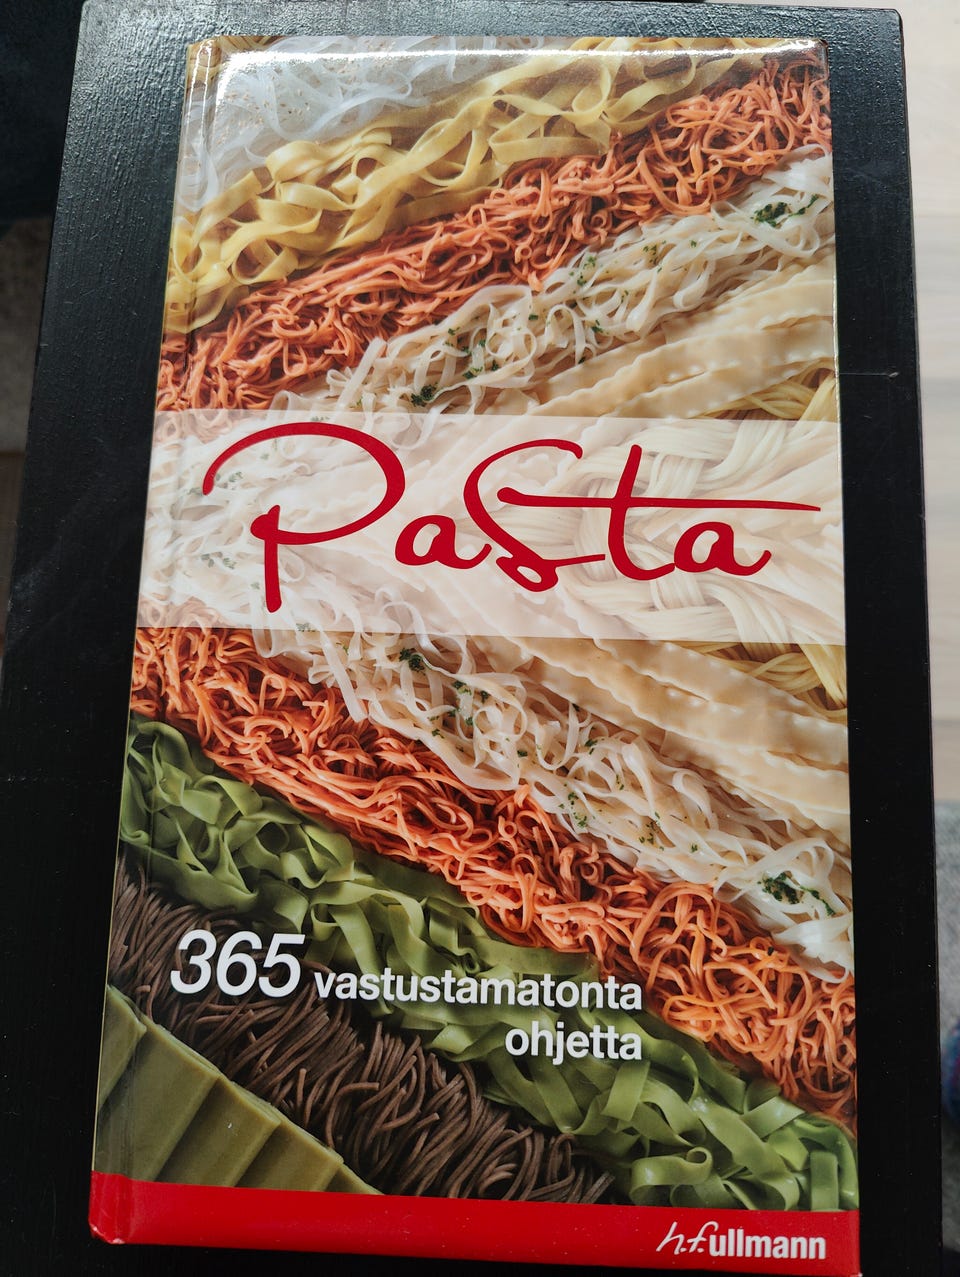 Pasta
365 vastustamatonta
ohjetta
h.f.ullmann